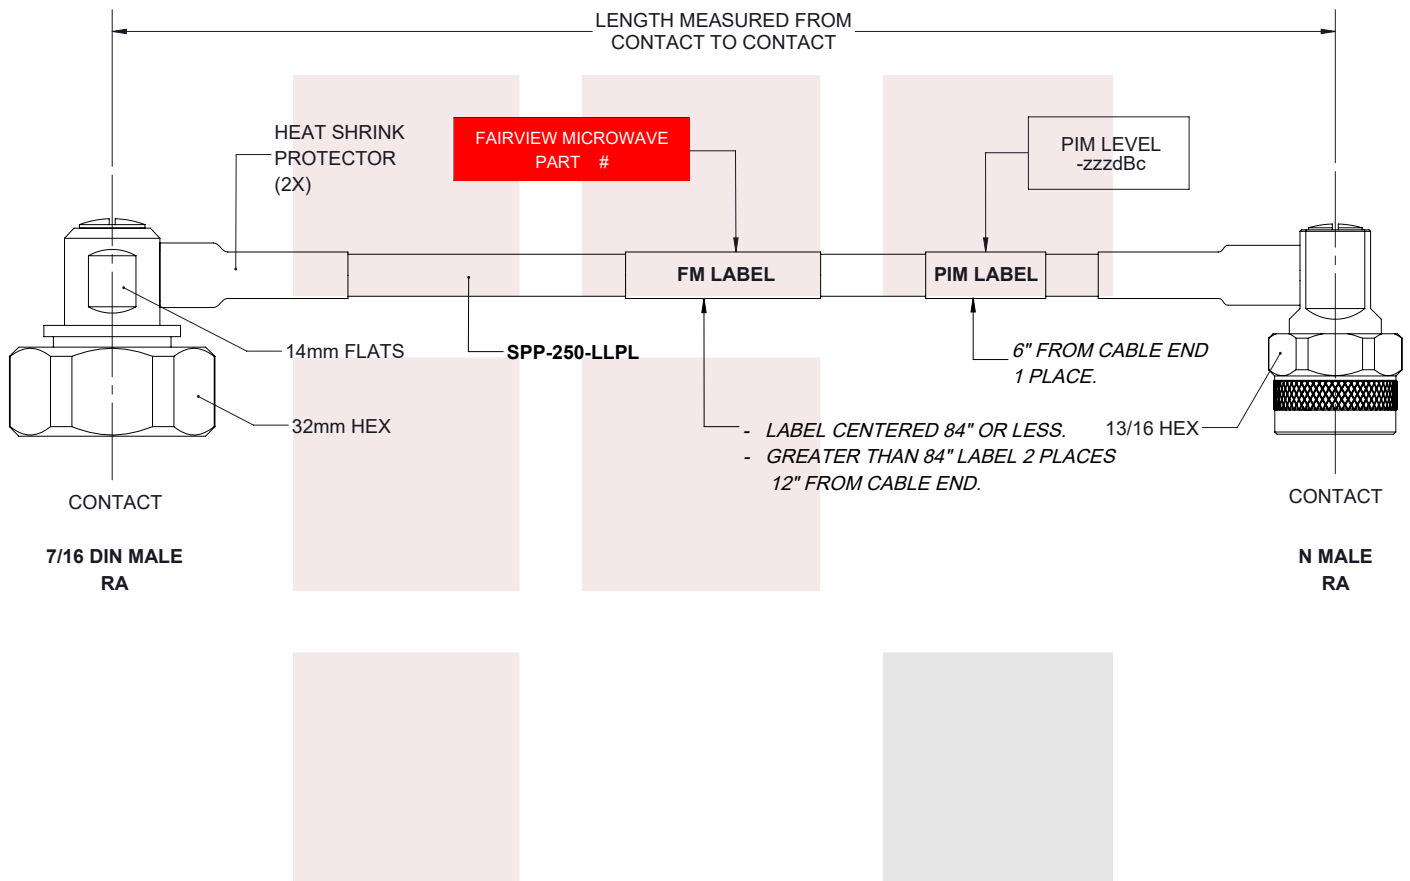 LENGTH MEASURED FROM
CONTACT TO CONTACT
HEAT SHRINK
PROTECTOR
(2X)
FAIRVIEW MICROWAVE
PART #
PIM LEVEL
-zzzdBc
FM LABEL
PIM LABEL
14mm FLATS
SPP-250-LLPL
6" FROM CABLE END
1 PLACE.
32mm HEX
- LABEL CENTERED 84" OR LESS.
- GREATER THAN 84" LABEL 2 PLACES
12" FROM CABLE END.
13/16 HEX
CONTACT
7/16 DIN MALE
RA
CONTACT
N MALE
RA